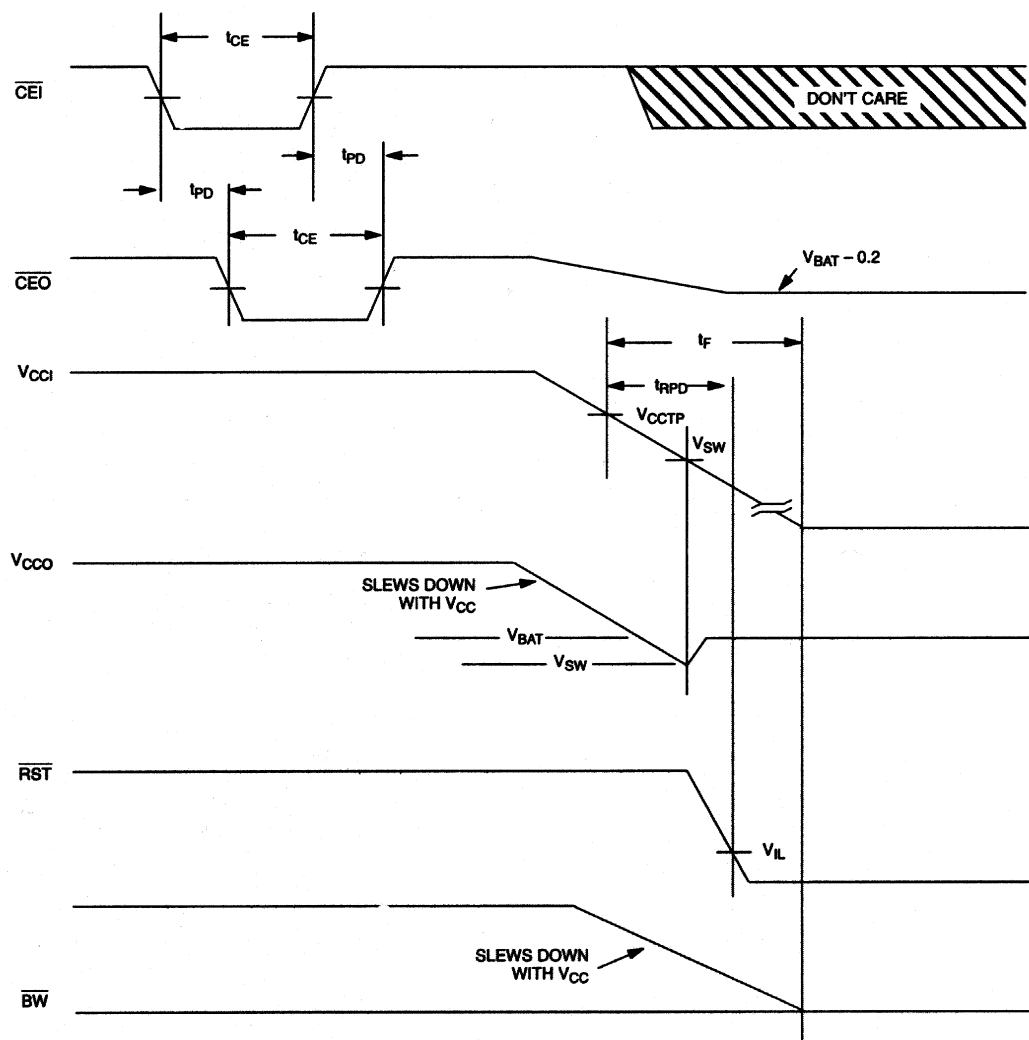 tCE
CEI
DON'T CARE
tPD
tPD
tCE
CEO
VBAT – 0.2
tF
VCCI
tRPD
VCCTP
VSW
VCCO
SLEWS DOWN
WITH VCC
VBAT
VSW
RST
VIL
SLEWS DOWN
WITH VCC
BW